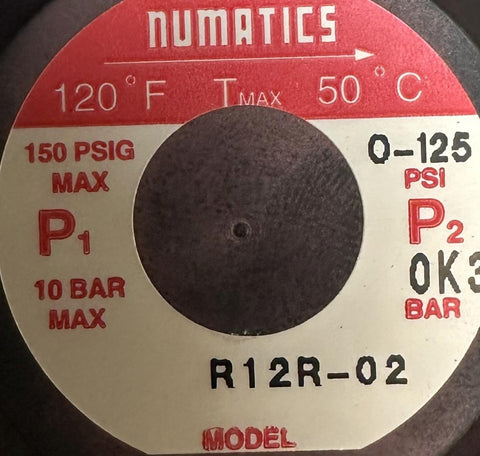 NUMATICS
120°F TMAX 50°C
150 PSIG
MAX
P1
10 BAR
MAX
0-125
PSI
P2
0K3
BAR
R12R-02
MODEL